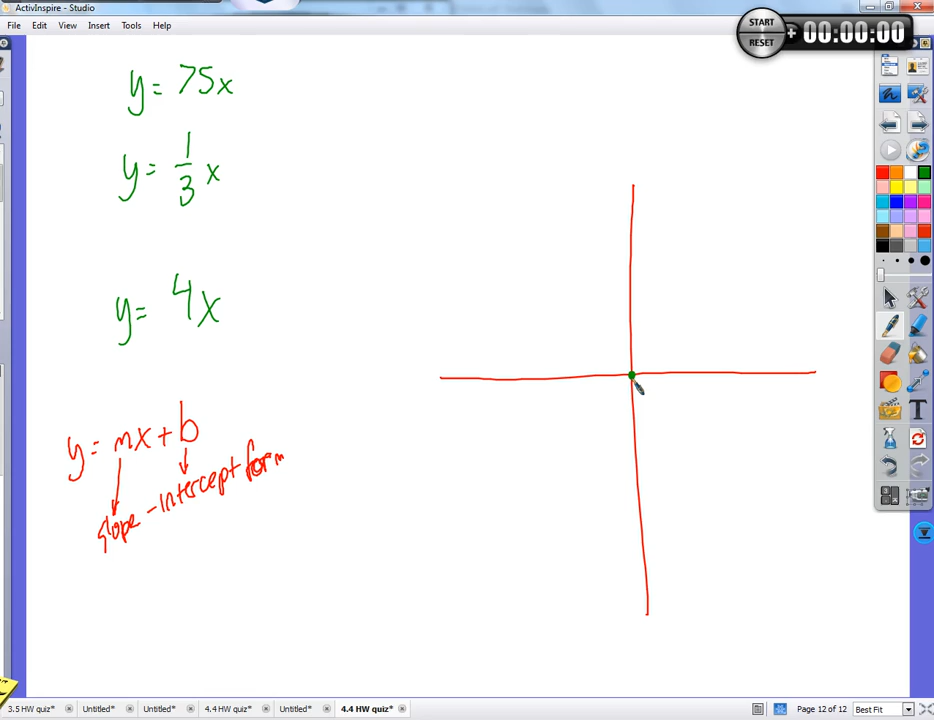 ActivInspire - Studio
File Edit View Insert Tools Help
START
RESET
00:00:00
y = 75x
y = 1/3 x
y = 4x
y = mx + b
slope - intercept form
3.5 HW quiz* Untitled* Untitled* 4.4 HW quiz* Untitled* 4.4 HW quiz* Page 12 of 12 Best Fit